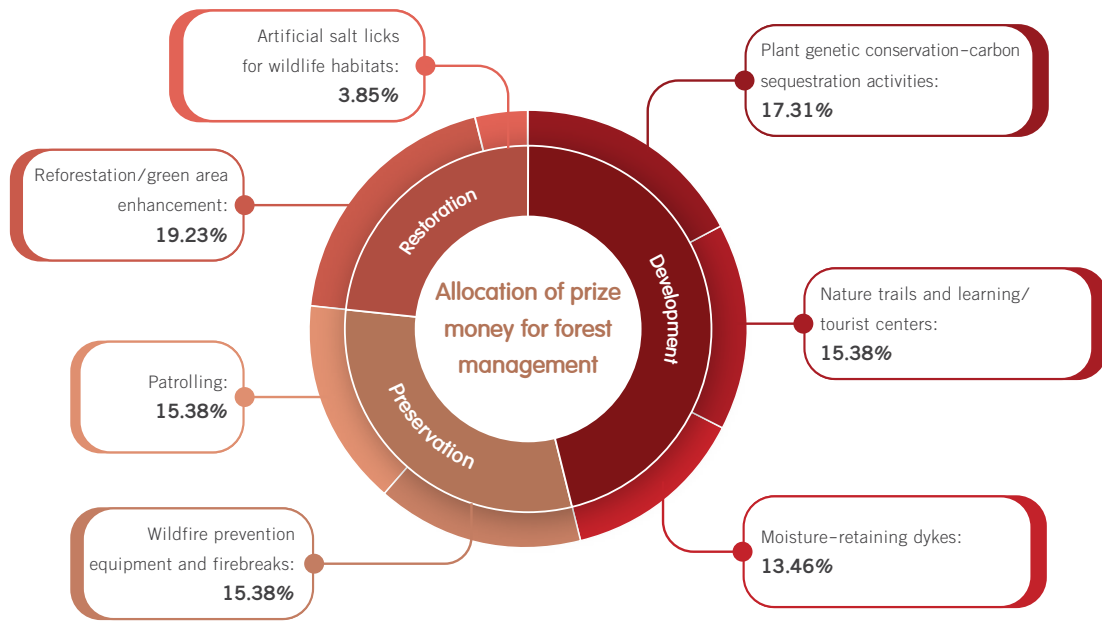 Artificial salt licks
for wildlife habitats:
3.85%
Plant genetic conservation-carbon
sequestration activities:
17.31%
Reforestation/green area
enhancement:
19.23%
Restoration
Development
Allocation of prize
money for forest
management
Nature trails and learning/
tourist centers:
15.38%
Patrolling:
15.38%
Preservation
Wildfire prevention
equipment and firebreaks:
15.38%
Moisture-retaining dykes:
13.46%